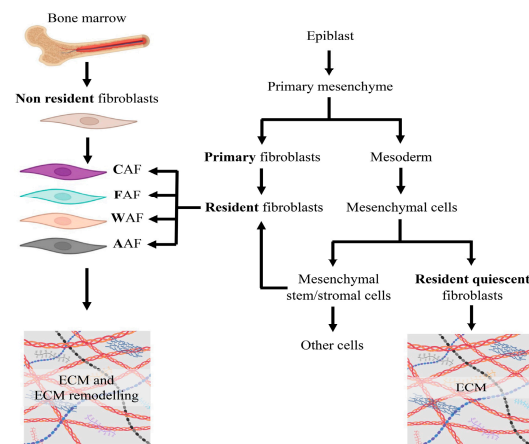 Bone marrow
Non resident fibroblasts
CAF
FAF
WAF
AAF
ECM and
ECM remodelling
Epiblast
Primary mesenchyme
Primary fibroblasts
Mesoderm
Resident fibroblasts
Mesenchymal cells
Mesenchymal
stem/stromal cells
Resident quiescent
fibroblasts
Other cells
ECM